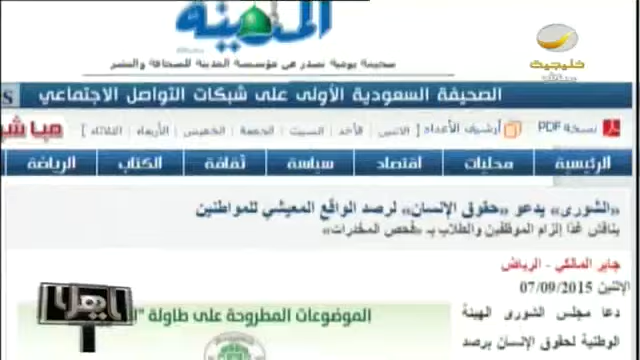 المدينة
صحيفة يومية تصدر عن مؤسسة المدينة للصحافة والنشر
خليجية
الصحيفة السعودية الأولى على شبكات التواصل الاجتماعي
نسخة PDF أرشيف الأعداد [ الاثنين | الأحد | السبت | الجمعة | الخميس | الأربعاء | الثلاثاء ]
الرئيسية محليات اقتصاد سياسة ثقافة الكتاب الرياضة
«الشورى» يدعو «حقوق الإنسان» لرصد الواقع المعيشي للمواطنين
يناقش غدًا إلزام الموظفين والطلاب بـ «فحص المخدرات»
جابر المالكي - الرياض
الإثنين 07/09/2015
دعا مجلس الشورى الهيئة
الوطنية لحقوق الإنسان برصد
الموضوعات المطروحة على طاولة
ياهلا